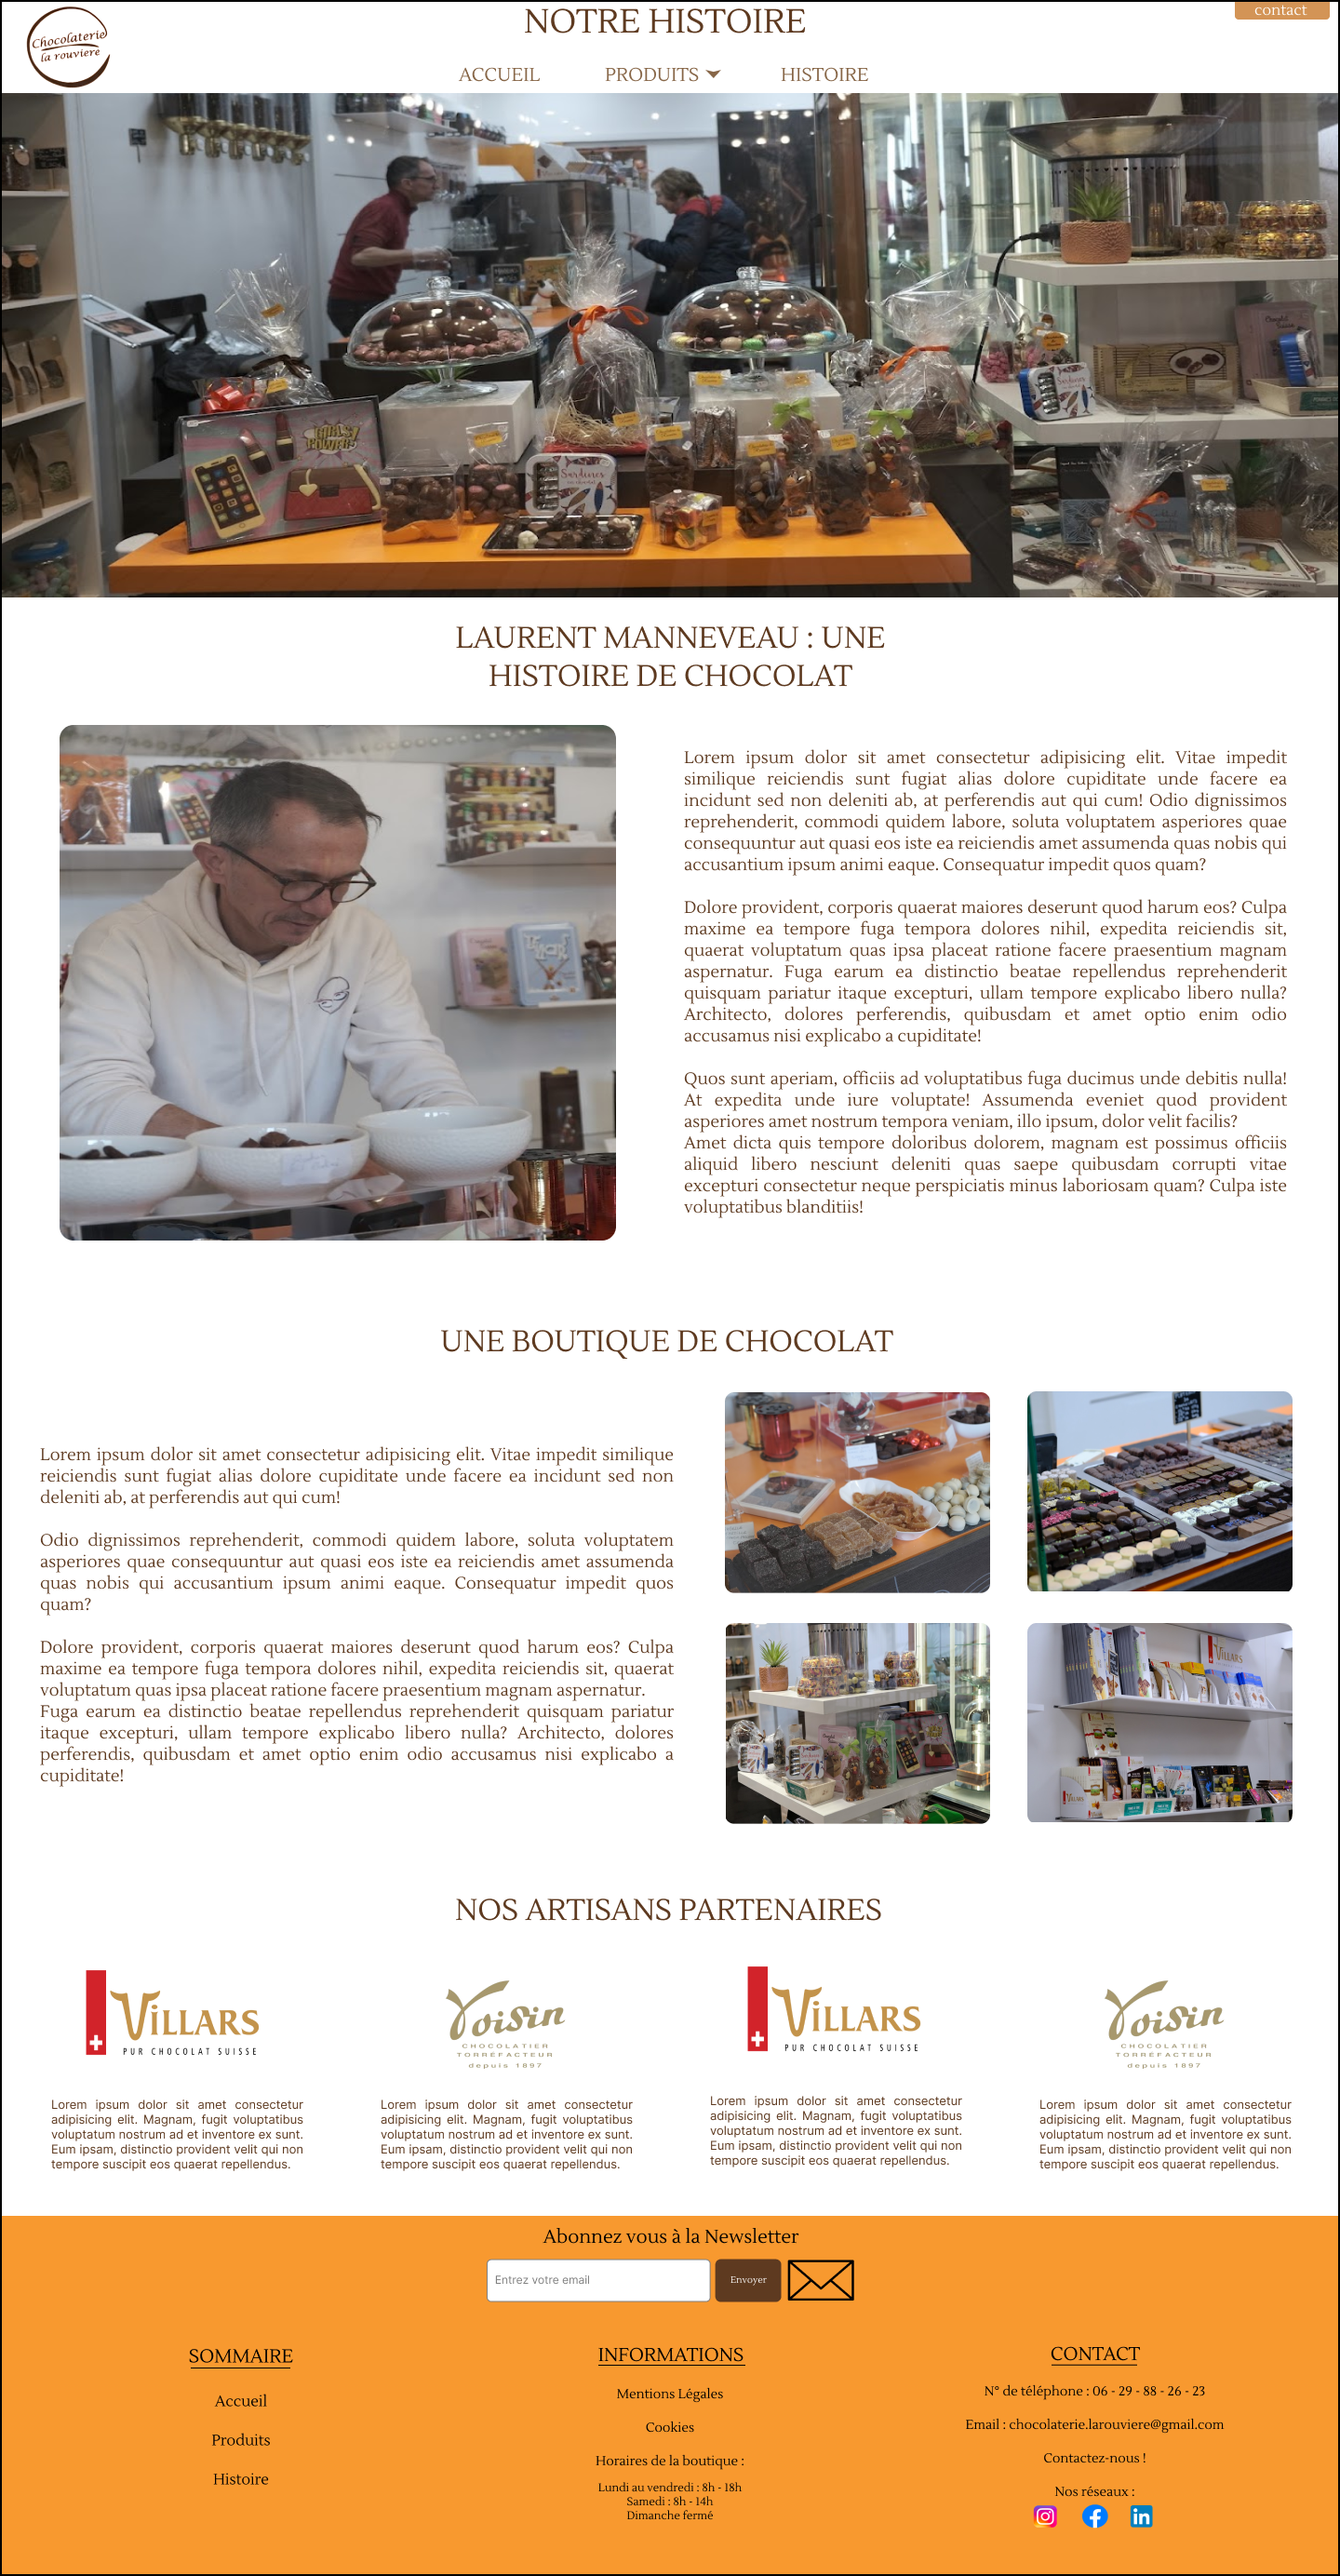 Chocolaterie
la rouviere
NOTRE HISTOIRE
contact
ACCUEIL
PRODUITS
HISTOIRE
GIRLS
POWER
Sardines
LAURENT MANNEVEAU : UNE
HISTOIRE DE CHOCOLAT
Lorem ipsum dolor sit amet consectetur adipisicing elit. Vitae impedit
similique reiciendis sunt fugiat alias dolore cupiditate unde facere ea
incidunt sed non deleniti ab, at perferendis aut qui cum! Odio dignissimos
reprehenderit, commodi quidem labore, soluta voluptatem asperiores quae
consequuntur aut quasi eos iste ea reiciendis amet assumenda quas nobis qui
accusantium ipsum animi eaque. Consequatur impedit quos quam?
Dolore provident, corporis quaerat maiores deserunt quod harum eos? Culpa
maxime ea tempore fuga tempora dolores nihil, expedita reiciendis sit,
quaerat voluptatum quas ipsa placeat ratione facere praesentium magnam
aspernatur. Fuga earum ea distinctio beatae repellendus reprehenderit
quisquam pariatur itaque excepturi, ullam tempore explicabo libero nulla?
Architecto, dolores perferendis, quibusdam et amet optio enim odio
accusamus nisi explicabo a cupiditate!
Quos sunt aperiam, officiis ad voluptatibus fuga ducimus unde debitis nulla!
At expedita unde iure voluptate! Assumenda eveniet quod provident
asperiores amet nostrum tempora veniam, illo ipsum, dolor velit facilis?
Amet dicta quis tempore doloribus dolorem, magnam est possimus officiis
aliquid libero nesciunt deleniti quas saepe quibusdam corrupti vitae
excepturi consectetur neque perspiciatis minus laboriosam quam? Culpa iste
voluptatibus blanditiis!
UNE BOUTIQUE DE CHOCOLAT
Lorem ipsum dolor sit amet consectetur adipisicing elit. Vitae impedit similique
reiciendis sunt fugiat alias dolore cupiditate unde facere ea incidunt sed non
deleniti ab, at perferendis aut qui cum!
Odio dignissimos reprehenderit, commodi quidem labore, soluta voluptatem
asperiores quae consequuntur aut quasi eos iste ea reiciendis amet assumenda
quas nobis qui accusantium ipsum animi eaque. Consequatur impedit quos
quam?
Dolore provident, corporis quaerat maiores deserunt quod harum eos? Culpa
maxime ea tempore fuga tempora dolores nihil, expedita reiciendis sit, quaerat
voluptatum quas ipsa placeat ratione facere praesentium magnam aspernatur.
Fuga earum ea distinctio beatae repellendus reprehenderit quisquam pariatur
itaque excepturi, ullam tempore explicabo libero nulla? Architecto, dolores
perferendis, quibusdam et amet optio enim odio accusamus nisi explicabo a
cupiditate!
VILLARS
VILLARS
NOS ARTISANS PARTENAIRES
VILLARS
PUR CHOCOLAT SUISSE
Lorem ipsum dolor sit amet consectetur
adipisicing elit. Magnam, fugit voluptatibus
voluptatum nostrum ad et inventore ex sunt.
Eum ipsam, distinctio provident velit qui non
tempore suscipit eos quaerat repellendus.
Voisin
CHOCOLATIER
TORRÉFACTEUR
depuis 1897
Lorem ipsum dolor sit amet consectetur
adipisicing elit. Magnam, fugit voluptatibus
voluptatum nostrum ad et inventore ex sunt.
Eum ipsam, distinctio provident velit qui non
tempore suscipit eos quaerat repellendus.
VILLARS
PUR CHOCOLAT SUISSE
Lorem ipsum dolor sit amet consectetur
adipisicing elit. Magnam, fugit voluptatibus
voluptatum nostrum ad et inventore ex sunt.
Eum ipsam, distinctio provident velit qui non
tempore suscipit eos quaerat repellendus.
Voisin
CHOCOLATIER
TORRÉFACTEUR
depuis 1897
Lorem ipsum dolor sit amet consectetur
adipisicing elit. Magnam, fugit voluptatibus
voluptatum nostrum ad et inventore ex sunt.
Eum ipsam, distinctio provident velit qui non
tempore suscipit eos quaerat repellendus.
Abonnez vous à la Newsletter
Entrez votre email
Envoyer
SOMMAIRE
Accueil
Produits
Histoire
INFORMATIONS
Mentions Légales
Cookies
Horaires de la boutique :
Lundi au vendredi : 8h - 18h
Samedi : 8h - 14h
Dimanche fermé
CONTACT
N° de téléphone : 06 - 29 - 88 - 26 - 23
Email : chocolaterie.larouviere@gmail.com
Contactez-nous !
Nos réseaux :